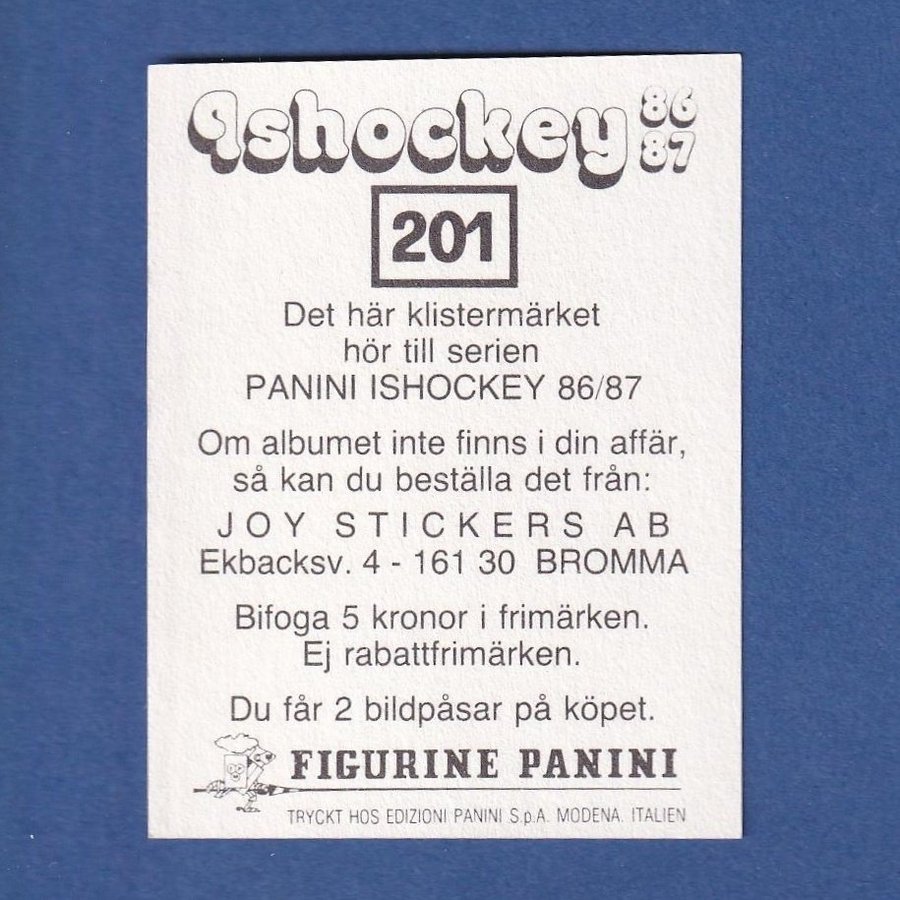 Ishockey 86
87
201
Det här klistermärket
hör till serien
PANINI ISHOCKEY 86/87
Om albumet inte finns i din affär,
så kan du beställa det från:
JOY STICKERS AB
Ekbacksv. 4 - 161 30 BROMMA
Bifoga 5 kronor i frimärken.
Ej rabattfrimärken.
Du får 2 bildpåsar på köpet.
FIGURINE PANINI
TRYCKT HOS EDIZIONI PANINI S.p.A. MODENA. ITALIEN